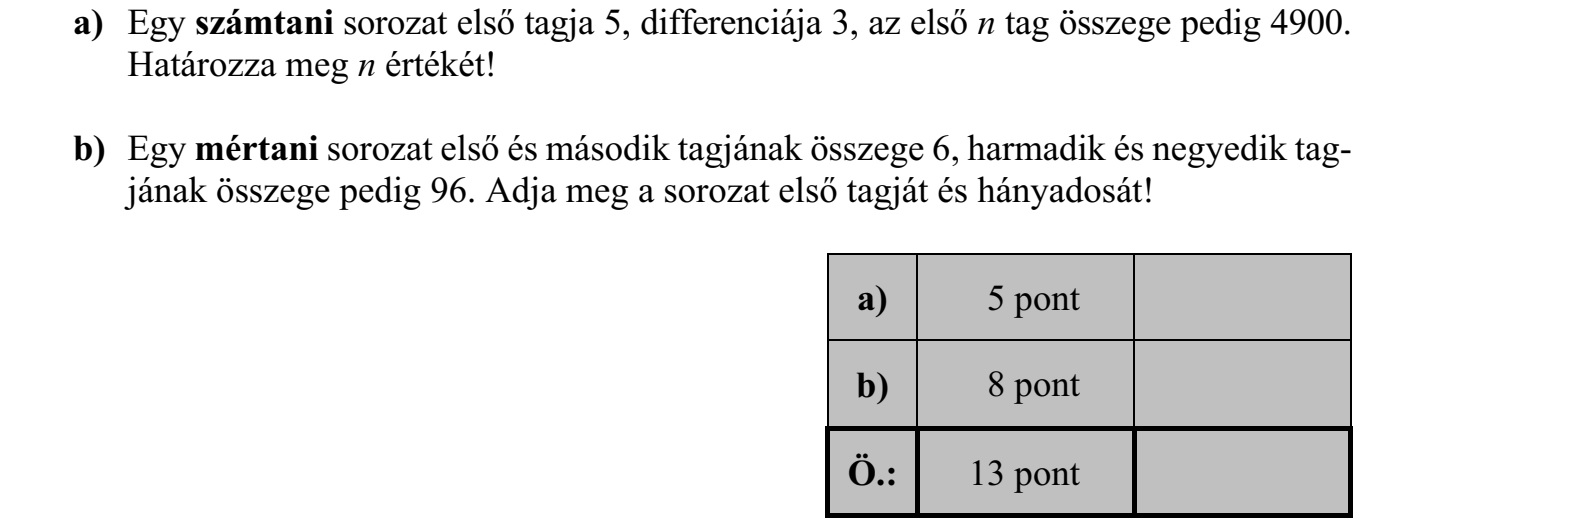 a) Egy számtani sorozat első tagja 5, differenciája 3, az első n tag összege pedig 4900.
Határozza meg n értékét!
b) Egy mértani sorozat első és második tagjának összege 6, harmadik és negyedik tag-
jának összege pedig 96. Adja meg a sorozat első tagját és hányadosát!
a) 5 pont
b) 8 pont
Ö.: 13 pont